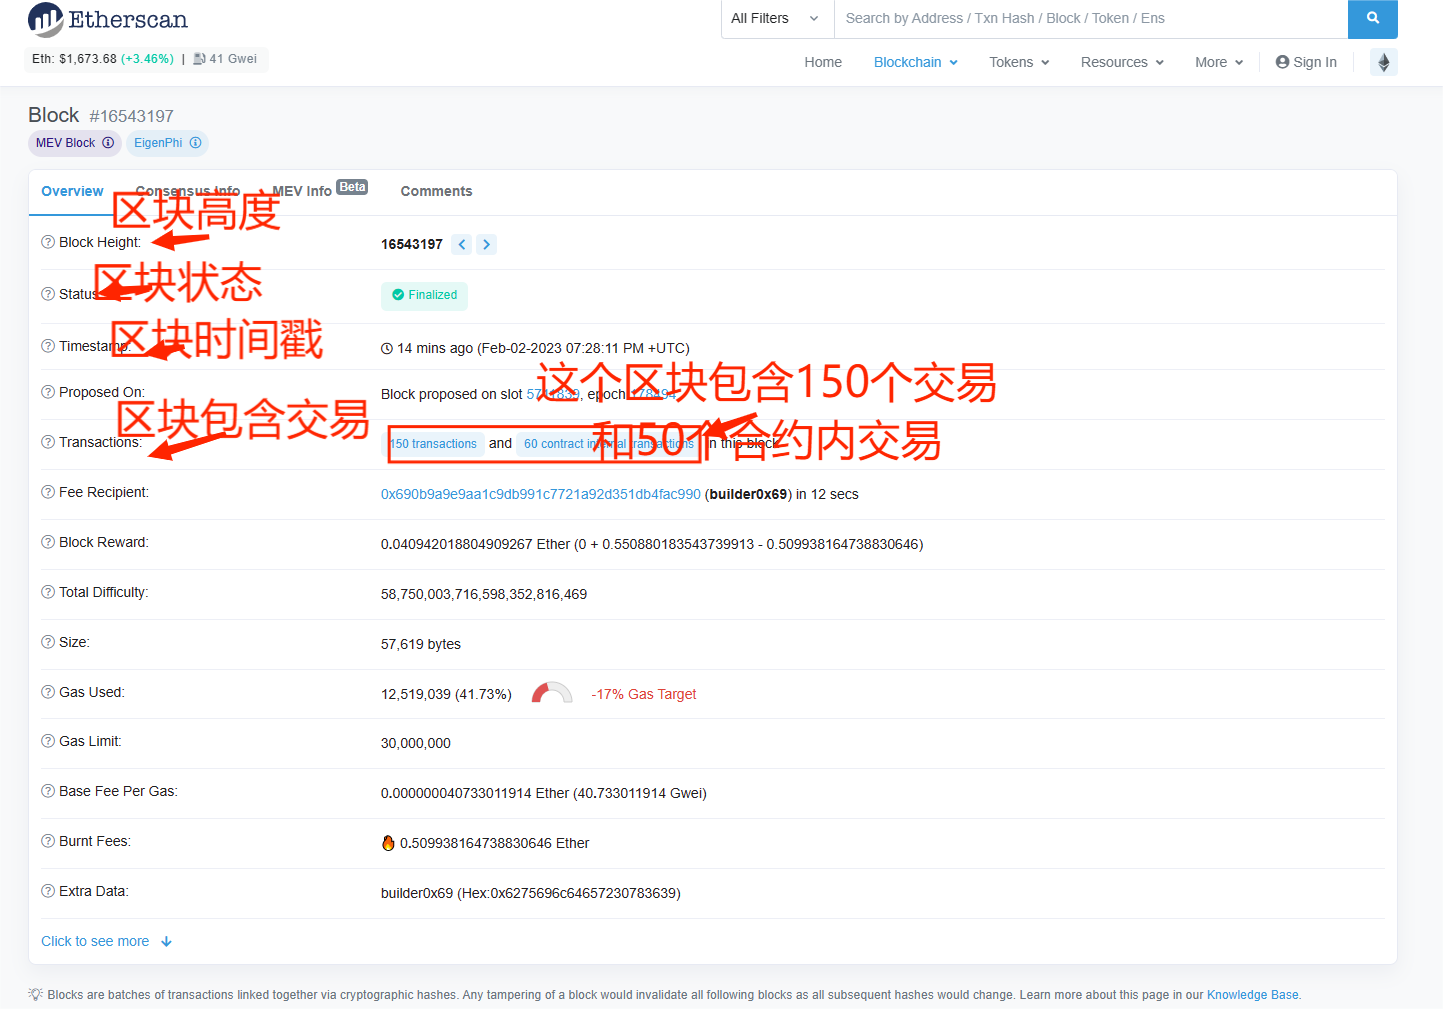 Etherscan
All Filters
Search by Address / Txn Hash / Block / Token / Ens
Eth: $1,673.68 (+3.46%) | 41 Gwei
Home Blockchain Tokens Resources More Sign In
Block #16543197
MEV Block EigenPhi
Overview Consensus Info MEV Info Beta Comments
区块高度
Block Height: 16543197
区块状态
Status Finalized
区块时间戳
Timestamp: 14 mins ago (Feb-02-2023 07:28:11 PM +UTC)
这个区块包含150个交易
Proposed On: Block proposed on slot 5711839, epoch 178494
区块包含交易
和50个合约内交易
Transactions: 150 transactions and 60 contract internal transactions in this block
Fee Recipient: 0x690b9a9e9aa1c9db991c7721a92d351db4fac990 (builder0x69) in 12 secs
Block Reward: 0.040942018804909267 Ether (0 + 0.550880183543739913 - 0.509938164738830646)
Total Difficulty: 58,750,003,716,598,352,816,469
Size: 57,619 bytes
Gas Used: 12,519,039 (41.73%) -17% Gas Target
Gas Limit: 30,000,000
Base Fee Per Gas: 0.000000040733011914 Ether (40.733011914 Gwei)
Burnt Fees: 0.509938164738830646 Ether
Extra Data: builder0x69 (Hex:0x6275696c64657230783639)
Click to see more
Blocks are batches of transactions linked together via cryptographic hashes. Any tampering of a block would invalidate all following blocks as all subsequent hashes would change. Learn more about this page in our Knowledge Base.